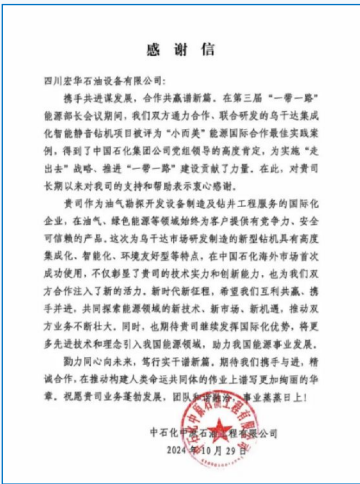 感谢信
四川宏华石油设备有限公司：
携手共进谋发展，合作共赢谱新篇。在第三届“一带一路”
能源部长会议期间，我们双方通力合作、联合研发的乌干达集成
化智能静音钻机项目被评为“小而美”能源国际合作最佳实践案
例，得到了中国石化集团公司党组领导的高度肯定，为实施“走
出去”战略、推进“一带一路”建设贡献了力量。在此，对贵司
长期以来对我司的支持和帮助表示衷心感谢。
贵司作为油气勘探开发设备制造及钻井工程服务的国际化
企业，在油气、绿色能源等领域始终为客户提供有竞争力、安全
可信赖的产品。这次为乌干达市场研发制造的新型钻机具有高度
集成化、智能化、环境友好型等特点，在中国石化海外市场首次
成功使用，不仅彰显了贵司的技术实力和创新能力，也为我们双
方合作注入了新的活力。新时代新征程，希望我们互利共赢、携
手并进，共同探索能源领域的新技术、新市场、新机遇，推动双
方业务不断壮大。同时，也期待贵司继续发挥国际化优势，将更
多先进技术和理念引入我国能源领域，助力我国能源事业发展。
勠力同心向未来，笃行实干谱新篇。期待我们携手与进，精
诚合作，在推动构建人类命运共同体的伟业上谱写更加绚丽的华
章。祝愿贵司业务蓬勃发展，团队和谐融洽，事业蒸蒸日上！
中石化中原石油工程有限公司
2024年10月29日